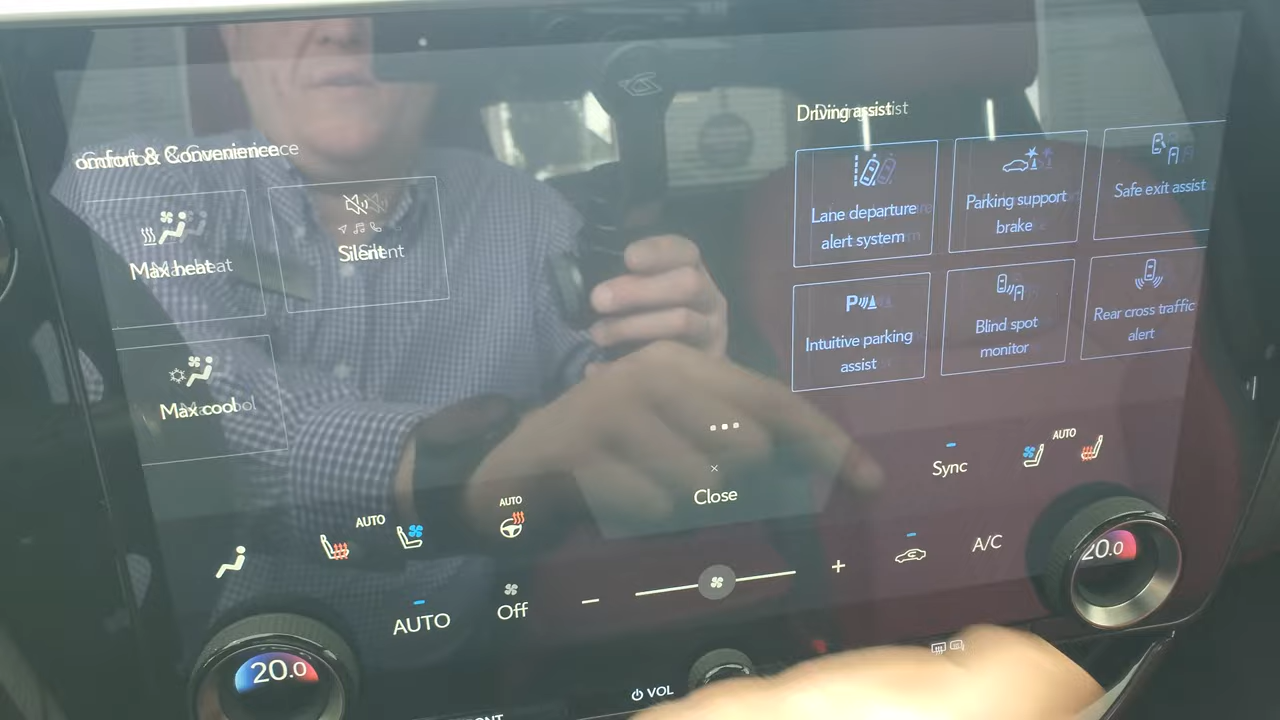 Comfort & Convenience
Max heat
Silent
Max cool
Driving assist
Lane departure
alert system
Parking support
brake
Safe exit assist
P
Intuitive parking
assist
Blind spot
monitor
Rear cross traffic
alert
Close
Sync
AUTO
AUTO
AUTO
A/C
AUTO
Off
20.0
20.0
VOL